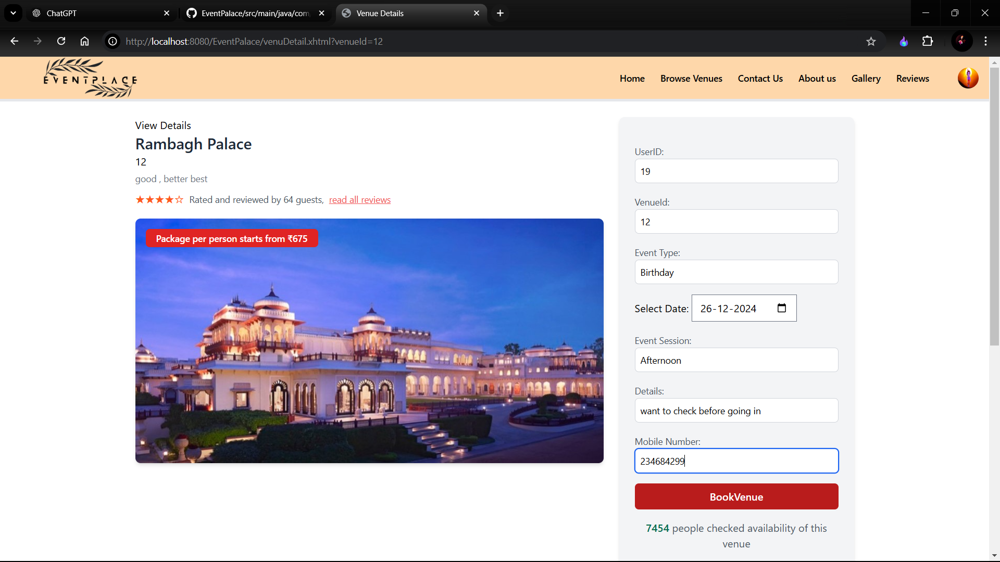 ChatGPT
EventPalace/src/main/java/com
Venue Details
http://localhost:8080/EventPalace/venuDetail.xhtml?venueId=12
EVENTPLACE
Home
Browse Venues
Contact Us
About us
Gallery
Reviews
View Details
Rambagh Palace
12
good , better best
★★★★☆ Rated and reviewed by 64 guests, read all reviews
Package per person starts from ₹675
UserID:
19
VenueId:
12
Event Type:
Birthday
Select Date: 26-12-2024
Event Session:
Afternoon
Details:
want to check before going in
Mobile Number:
234684299
BookVenue
7454 people checked availability of this
venue